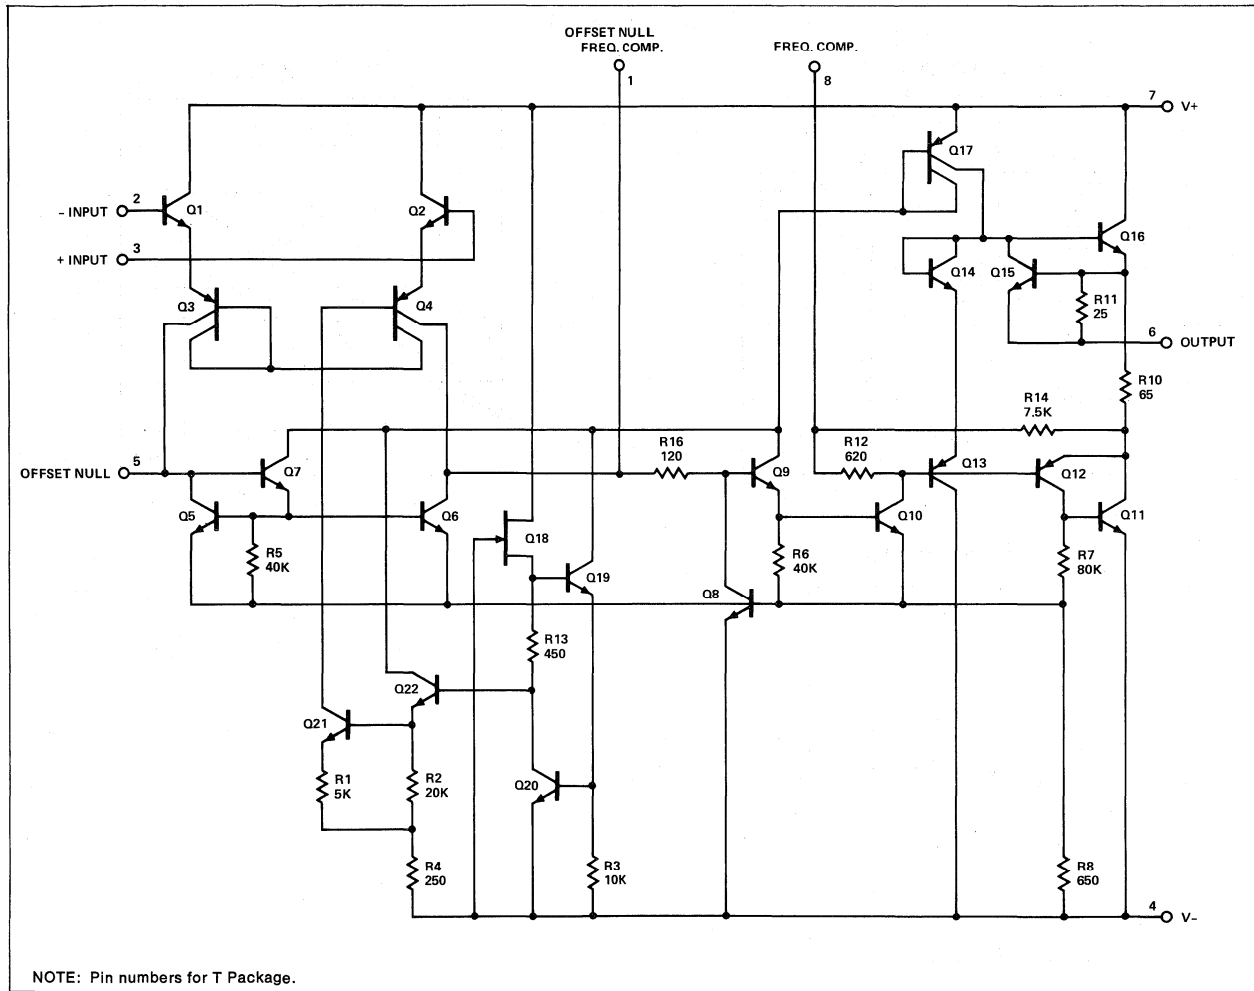 OFFSET NULL
FREQ. COMP.
FREQ. COMP.
1
8
7
V+
Q17
2
– INPUT
Q1
Q2
3
+ INPUT
Q16
Q14
Q15
Q3
Q4
R11
25
6
OUTPUT
R10
65
R14
7.5K
5
OFFSET NULL
Q7
R16
120
Q9
R12
620
Q13
Q12
Q5
Q6
Q18
Q10
Q11
R5
40K
R6
40K
R7
80K
Q19
Q8
R13
450
Q22
Q21
R1
5K
R2
20K
Q20
R4
250
R3
10K
R8
650
4
V–
NOTE: Pin numbers for T Package.